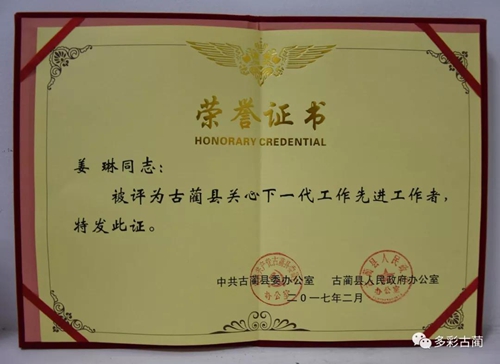 荣誉证书
HONORARY CREDENTIAL
姜 琳同志：
被评为古蔺县关心下一代工作先进工作者，
特发此证。
中共古蔺县委办公室 古蔺县人民政府办公室
二〇一七年二月
多彩古蔺